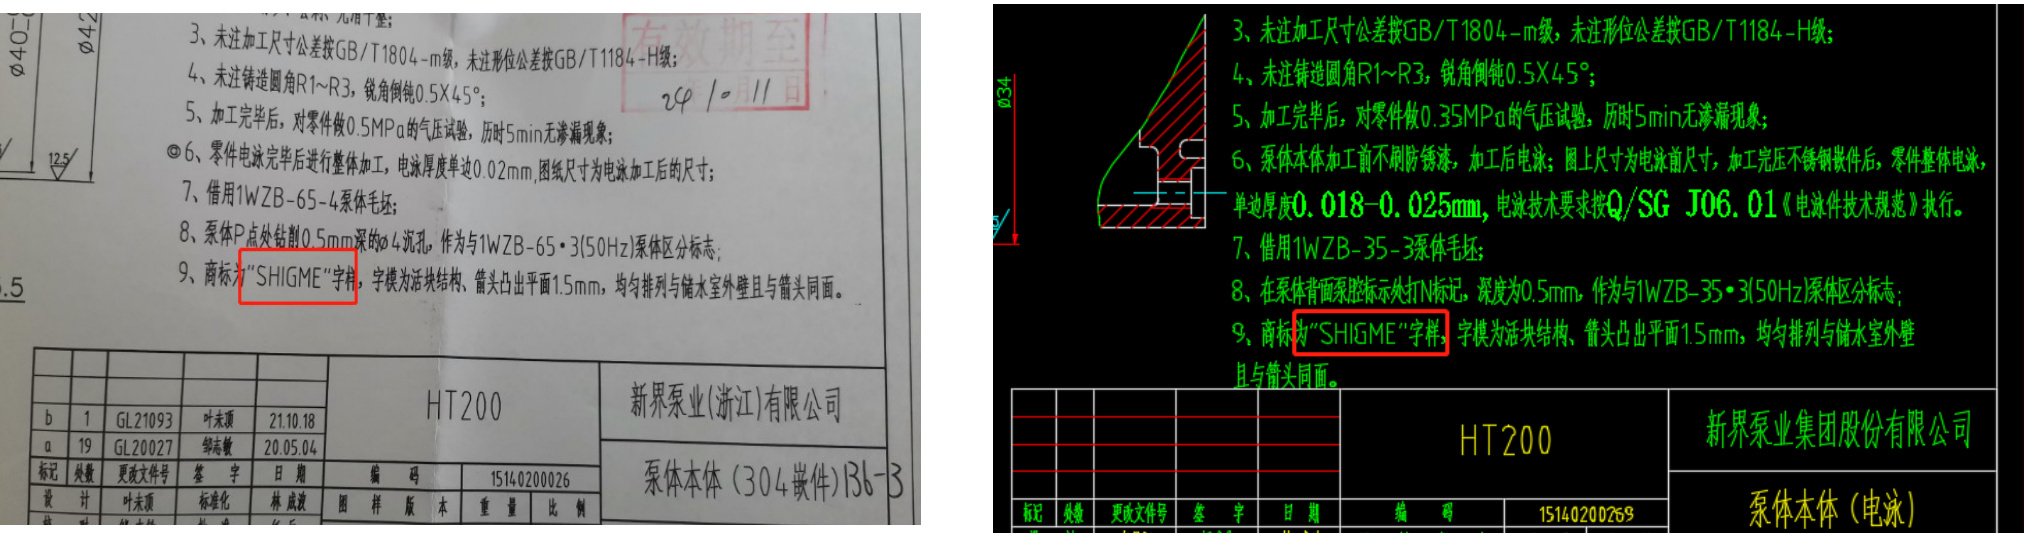 3、未注加工尺寸公差按GB/T1804-m级，未注形位公差按GB/T1184-H级；
4、未注铸造圆角R1~R3，锐角倒钝0.5X45°；
5、加工完毕后，对零件做0.5MPa的气压试验，历时5min无渗漏现象；
◎6、零件电泳完毕后进行整体加工，电泳厚度单边0.02mm,图纸尺寸为电泳加工后的尺寸；
7、借用1WZB-65-4泵体毛坯；
8、泵体P点处钻削0.5mm深的ø4沉孔，作为与1WZB-65•3(50Hz)泵体区分标志；
9、商标为"SHIGME"字样，字模为活块结构、箭头凸出平面1.5mm，均匀排列与储水室外壁且与箭头同面。
有效期至
24 10 月 11 日
ø42
12.5
HT200
新界泵业(浙江)有限公司
泵体本体(304嵌件)136-3
b 1 GL21093 叶未顶 21.10.18
a 19 GL20027 邹志敏 20.05.04
标记 处数 更改文件号 签 字 日 期 编 码 15140200026
设 计 叶未顶 标准化 林成波 图 样 版 本 重 量 比 例
3、未注加工尺寸公差按GB/T1804-m级，未注形位公差按GB/T1184-H级；
4、未注铸造圆角R1~R3，锐角倒钝0.5X45°；
5、加工完毕后，对零件做0.35MPa的气压试验，历时5min无渗漏现象；
6、泵体本体加工前不刷防锈漆，加工后电泳；图上尺寸为电泳前尺寸，加工完压不锈钢嵌件后，零件整体电泳，
单边厚度0.018-0.025mm,电泳技术要求按Q/SG J06.01《电泳件技术规范》执行。
7、借用1WZB-35-3泵体毛坯；
8、在泵体背面泵腔标示处打N标记，深度为0.5mm，作为与1WZB-35•3(50Hz)泵体区分标志；
9、商标为"SHIGME"字样，字模为活块结构、箭头凸出平面1.5mm，均匀排列与储水室外壁
且与箭头同面。
ø34
HT200
新界泵业集团股份有限公司
泵体本体(电泳)
标记 处数 更改文件号 签 字 日 期 编 码 15140200269